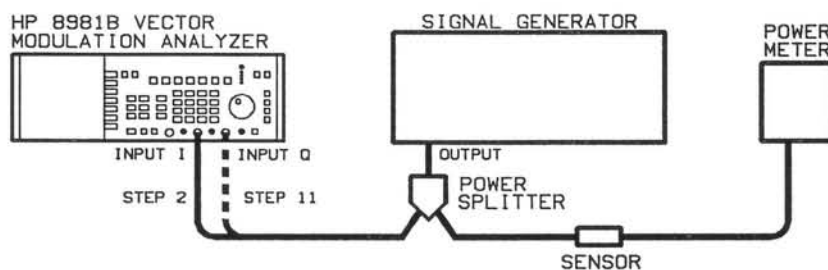 HP 8981B VECTOR
MODULATION ANALYZER
SIGNAL GENERATOR
POWER
METER
INPUT I
INPUT Q
OUTPUT
STEP 2
STEP 11
POWER
SPLITTER
SENSOR